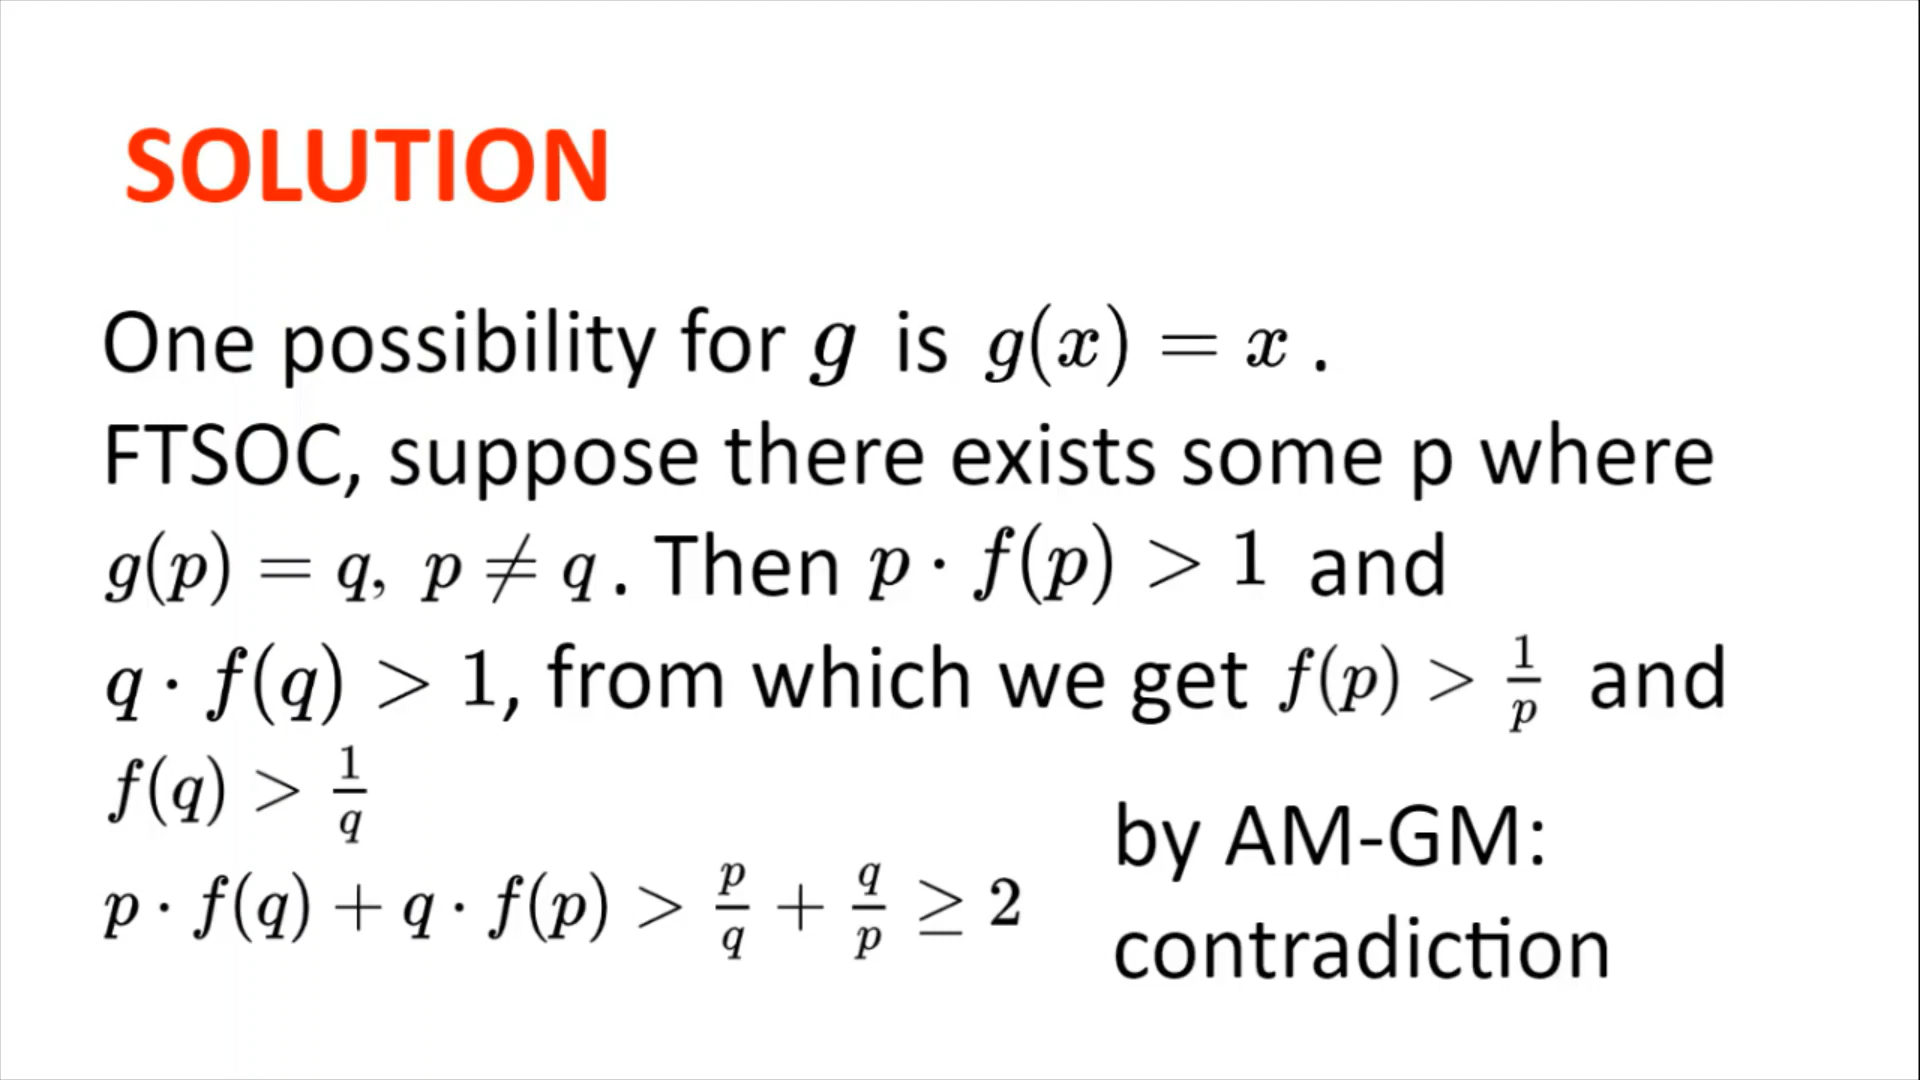 SOLUTION
One possibility for g is g(x) = x .
FTSOC, suppose there exists some p where
g(p) = q, p ≠ q . Then p · f(p) > 1 and
q · f(q) > 1, from which we get f(p) > 1/p and
f(q) > 1/q
p · f(q) + q · f(p) > p/q + q/p ≥ 2
by AM-GM:
contradiction